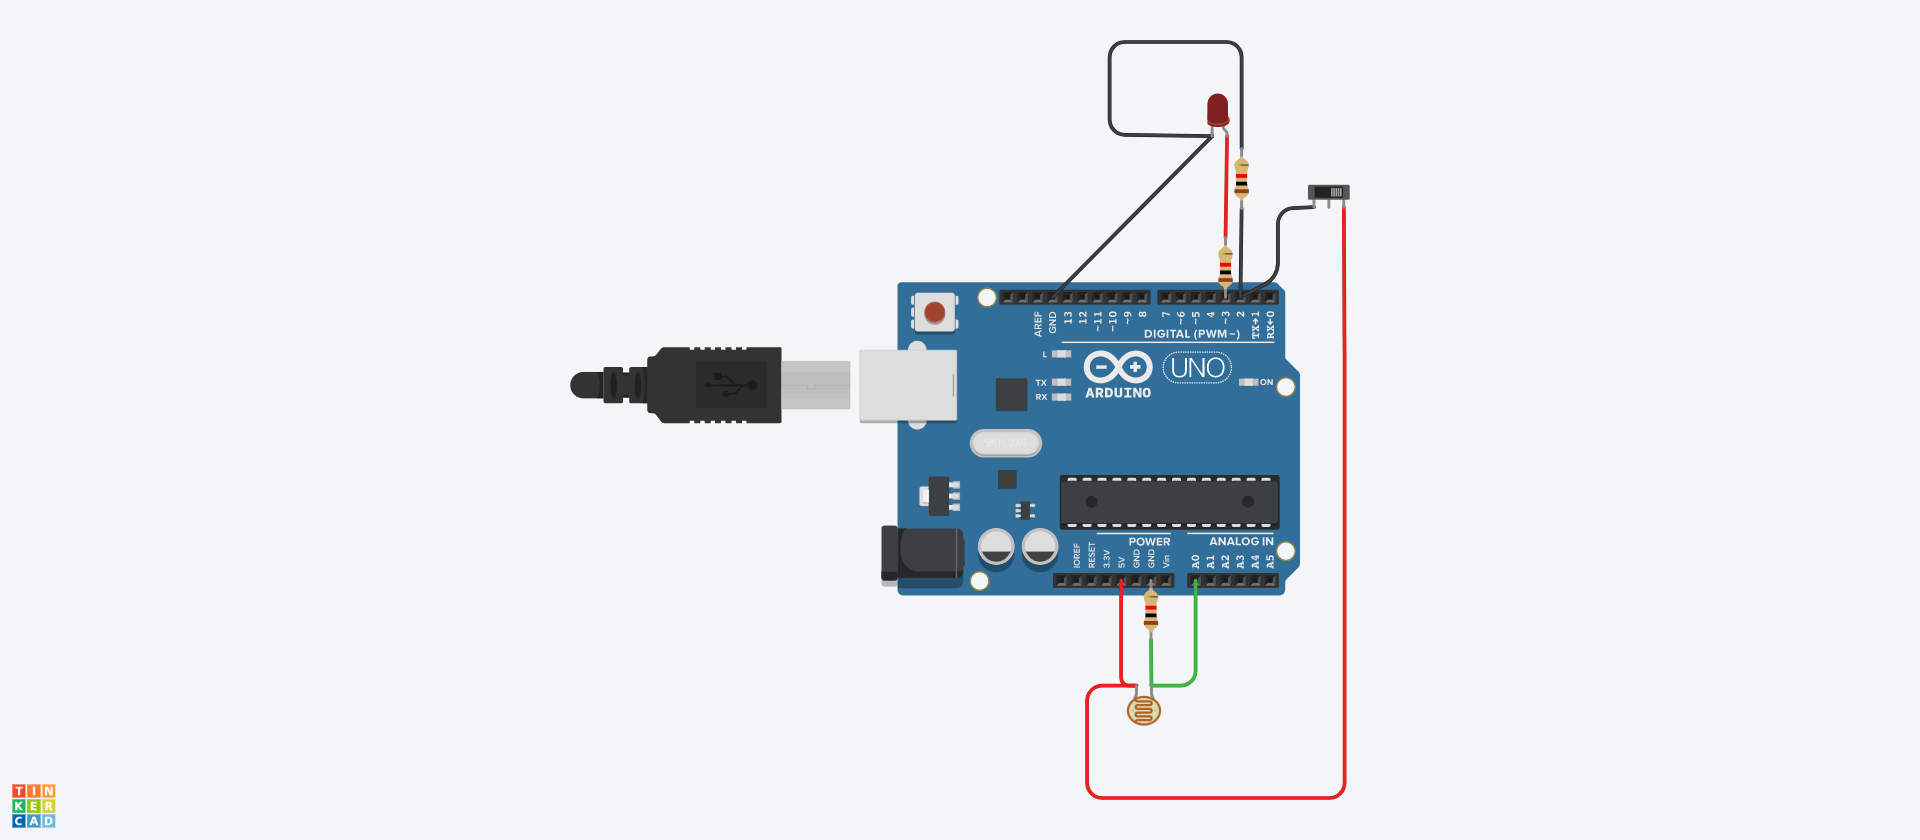 AREF
GND
13
12
~11
~10
~9
8
7
~6
~5
4
~3
2
TX→1
RX←0
DIGITAL (PWM~)
L
TX
RX
UNO
ARDUINO
ON
POWER
ANALOG IN
IOREF
RESET
3.3V
5V
GND
GND
Vin
A0
A1
A2
A3
A4
A5
TIN
KER
CAD